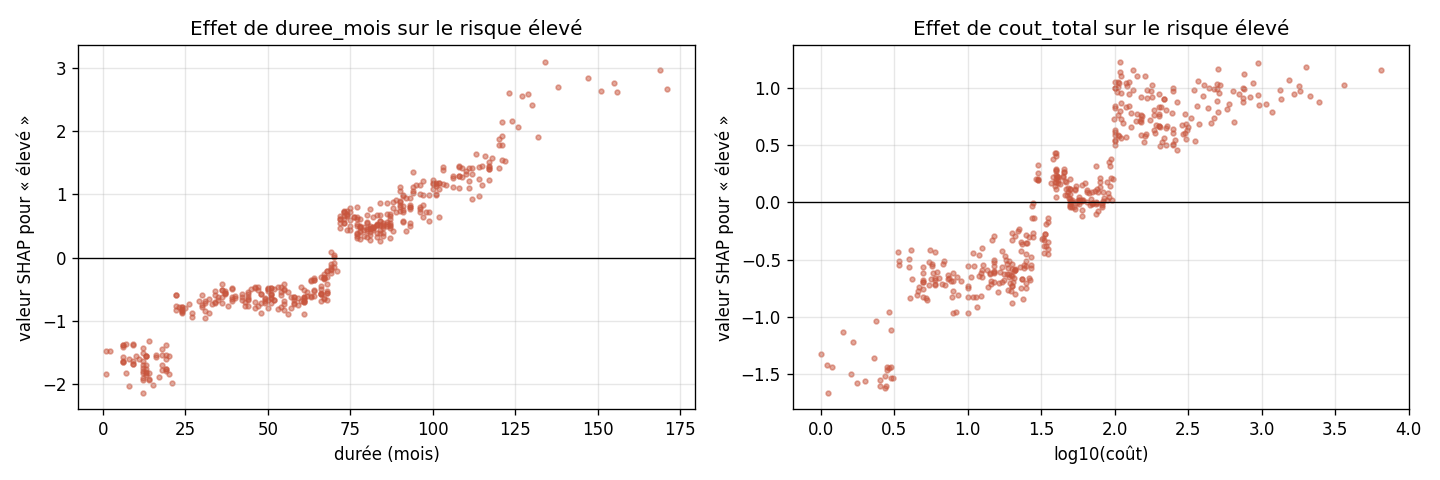 Effet de duree_mois sur le risque élevé
valeur SHAP pour « élevé »
3
2
1
0
−1
−2
0 25 50 75 100 125 150 175
durée (mois)
Effet de cout_total sur le risque élevé
valeur SHAP pour « élevé »
1.0
0.5
0.0
−0.5
−1.0
−1.5
0.0 0.5 1.0 1.5 2.0 2.5 3.0 3.5 4.0
log10(coût)